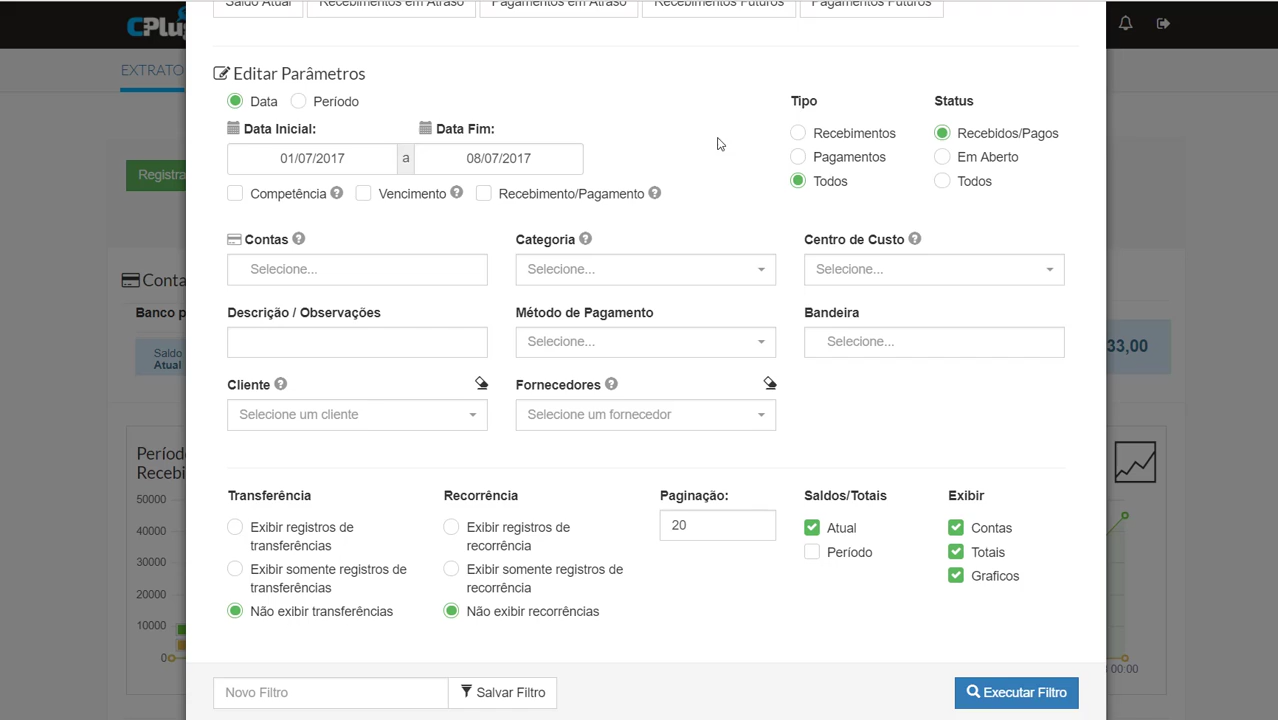 Saldo Atual Recebimentos em Atraso Pagamentos em Atraso Recebimentos Futuros Pagamentos Futuros
CPlu
EXTRATO
Editar Parâmetros
Data Período
Tipo Status
Data Inicial: Data Fim:
Recebimentos Recebidos/Pagos
01/07/2017 a 08/07/2017
Pagamentos Em Aberto
Registra
Todos Todos
Competência Vencimento Recebimento/Pagamento
Contas Categoria Centro de Custo
Selecione... Selecione... Selecione...
Conta
Banco p
Descrição / Observações Método de Pagamento Bandeira
Selecione... Selecione...
33,00
Saldo
Atual
Cliente Fornecedores
Selecione um cliente Selecione um fornecedor
Períod
Recebi
50000
40000
30000
20000
10000
0
00:00
Transferência Recorrência Paginação: Saldos/Totais Exibir
Exibir registros de
transferências
Exibir somente registros de
transferências
Não exibir transferências
Exibir registros de
recorrência
Exibir somente registros de
recorrência
Não exibir recorrências
20
Atual
Período
Contas
Totais
Graficos
Novo Filtro Salvar Filtro Executar Filtro